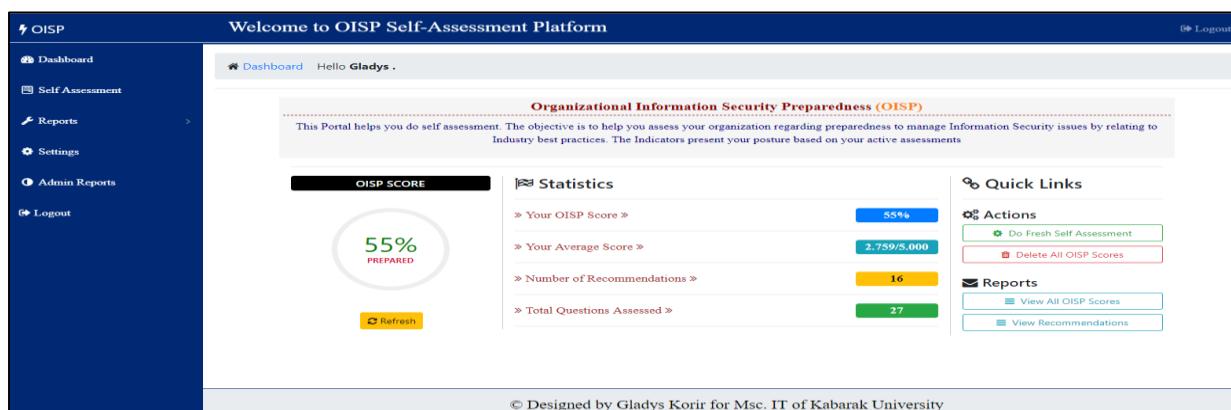 OISP
Welcome to OISP Self-Assessment Platform
Logout
Dashboard
Self Assessment
Reports
Settings
Admin Reports
Logout
Dashboard Hello Gladys .
Organizational Information Security Preparedness (OISP)
This Portal helps you do self assessment. The objective is to help you assess your organization regarding preparedness to manage Information Security issues by relating to
Industry best practices. The Indicators present your posture based on your active assessments
OISP SCORE
55%
PREPARED
Refresh
Statistics
» Your OISP Score » 55%
» Your Average Score » 2.759/5.000
» Number of Recommendations » 16
» Total Questions Assessed » 27
Quick Links
Actions
Do Fresh Self Assessment
Delete All OISP Scores
Reports
View All OISP Scores
View Recommendations
© Designed by Gladys Korir for Msc. IT of Kabarak University